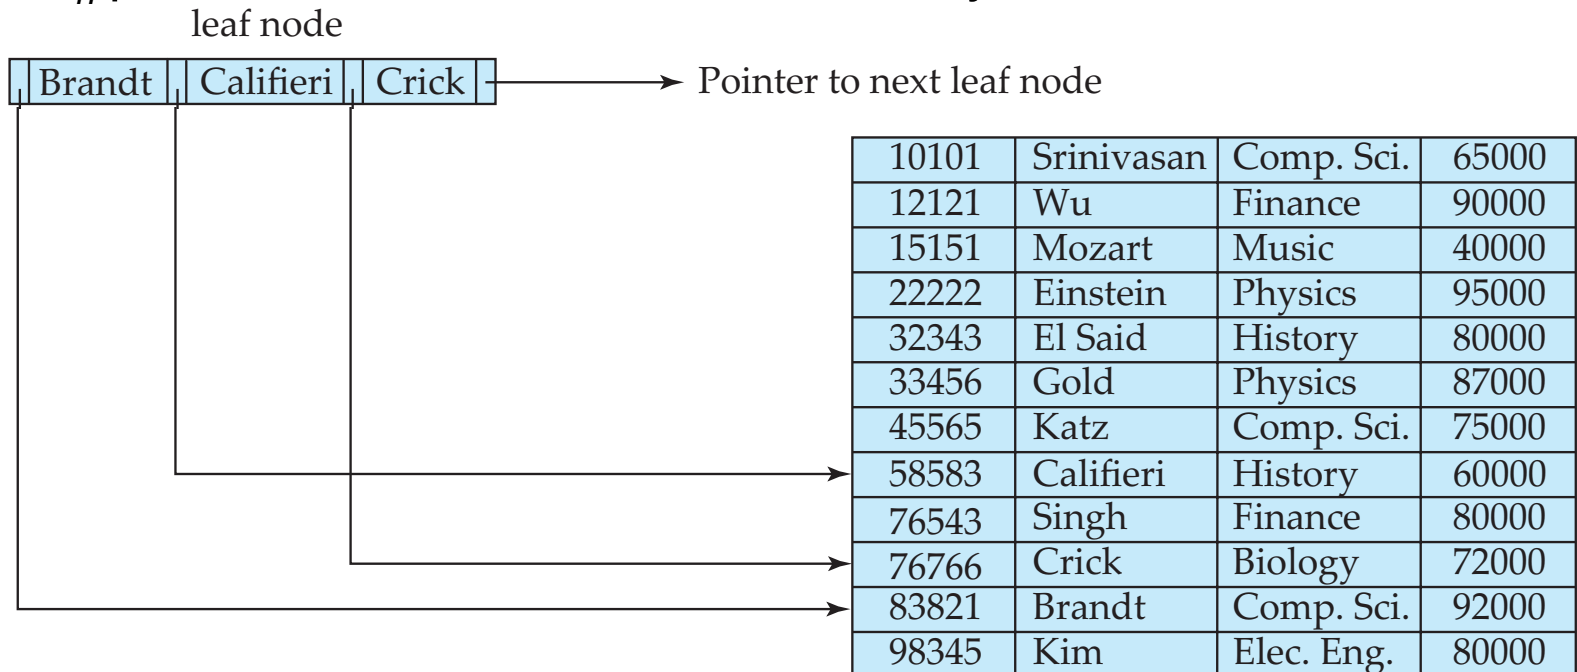 leaf node
Brandt Califieri Crick Pointer to next leaf node
10101 Srinivasan Comp. Sci. 65000
12121 Wu Finance 90000
15151 Mozart Music 40000
22222 Einstein Physics 95000
32343 El Said History 80000
33456 Gold Physics 87000
45565 Katz Comp. Sci. 75000
58583 Califieri History 60000
76543 Singh Finance 80000
76766 Crick Biology 72000
83821 Brandt Comp. Sci. 92000
98345 Kim Elec. Eng. 80000